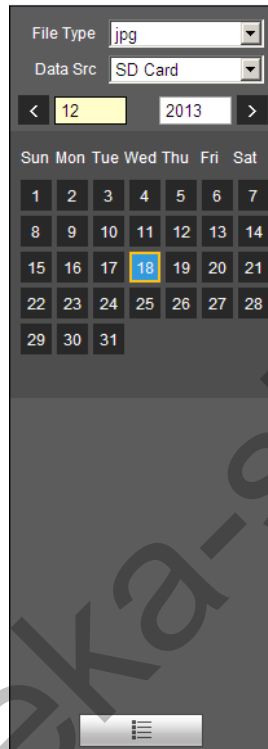 File Type jpg
Data Src SD Card
< 12 2013 >
Sun Mon Tue Wed Thu Fri Sat
1 2 3 4 5 6 7
8 9 10 11 12 13 14
15 16 17 18 19 20 21
22 23 24 25 26 27 28
29 30 31
eka-s